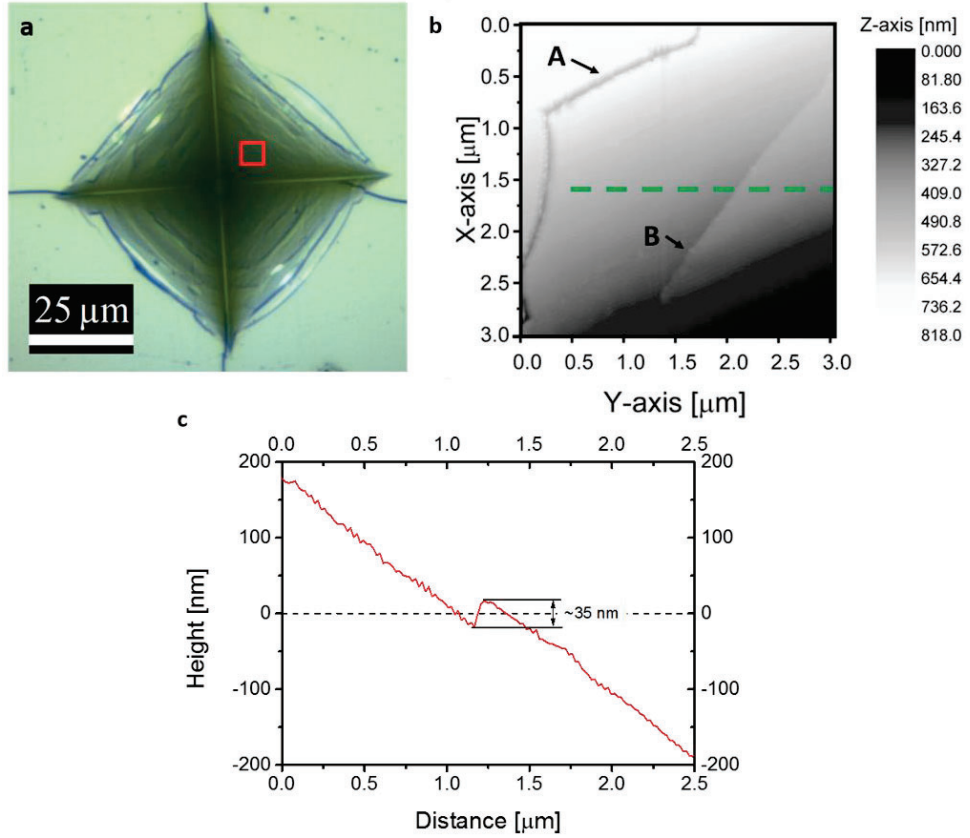 a
25 µm
b
A
B
X-axis [µm]
0.0
0.5
1.0
1.5
2.0
2.5
3.0
0.0 0.5 1.0 1.5 2.0 2.5 3.0
Y-axis [µm]
Z-axis [nm]
0.000
81.80
163.6
245.4
327.2
409.0
490.8
572.6
654.4
736.2
818.0
c
0.0 0.5 1.0 1.5 2.0 2.5
200 200
100 100
0 0
-100 -100
-200 -200
~35 nm
Height [nm]
0.0 0.5 1.0 1.5 2.0 2.5
Distance [µm]